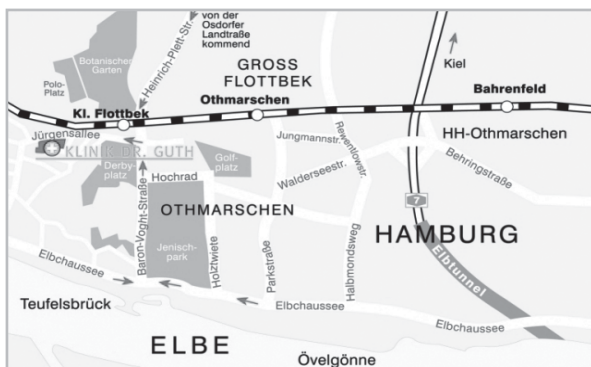 von der
Osdorfer
Landtraße
kommend
Botanischer
Garten
Heinrich-Plett-Str.
Polo-
Platz
GROSS
FLOTTBEK
Kiel
Kl. Flottbek
Othmarschen
Bahrenfeld
Jürgensallee
KLINIK DR. GUTH
Derby-
platz
Golf-
platz
Jungmannstr.
Rewentlowstr.
HH-Othmarschen
Behringstraße
Walderseestr.
Hochrad
Baron-Voght-Straße
OTHMARSCHEN
7
HAMBURG
Jenisch-
park
Holztwiete
Parkstraße
Halbmondsweg
Elbtunnel
Elbchaussee
Teufelsbrück
Elbchaussee
Elbchaussee
ELBE
Övelgönne